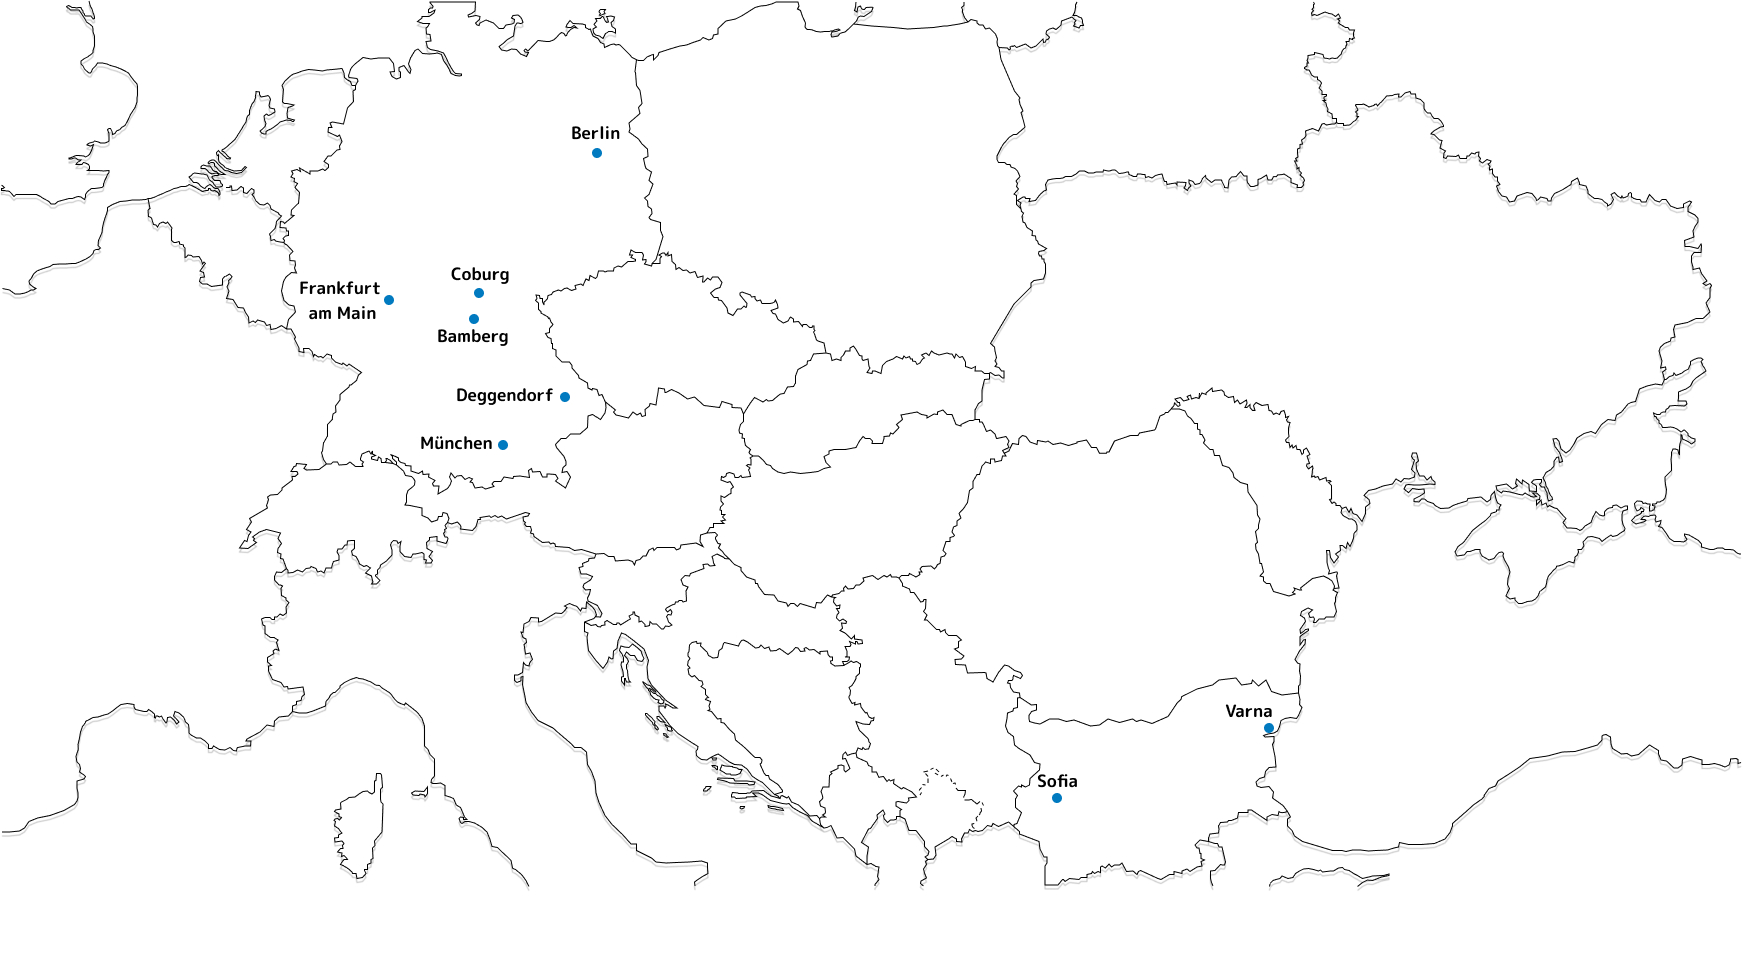 Berlin
Coburg
Frankfurt
am Main
Bamberg
Deggendorf
München
Varna
Sofia